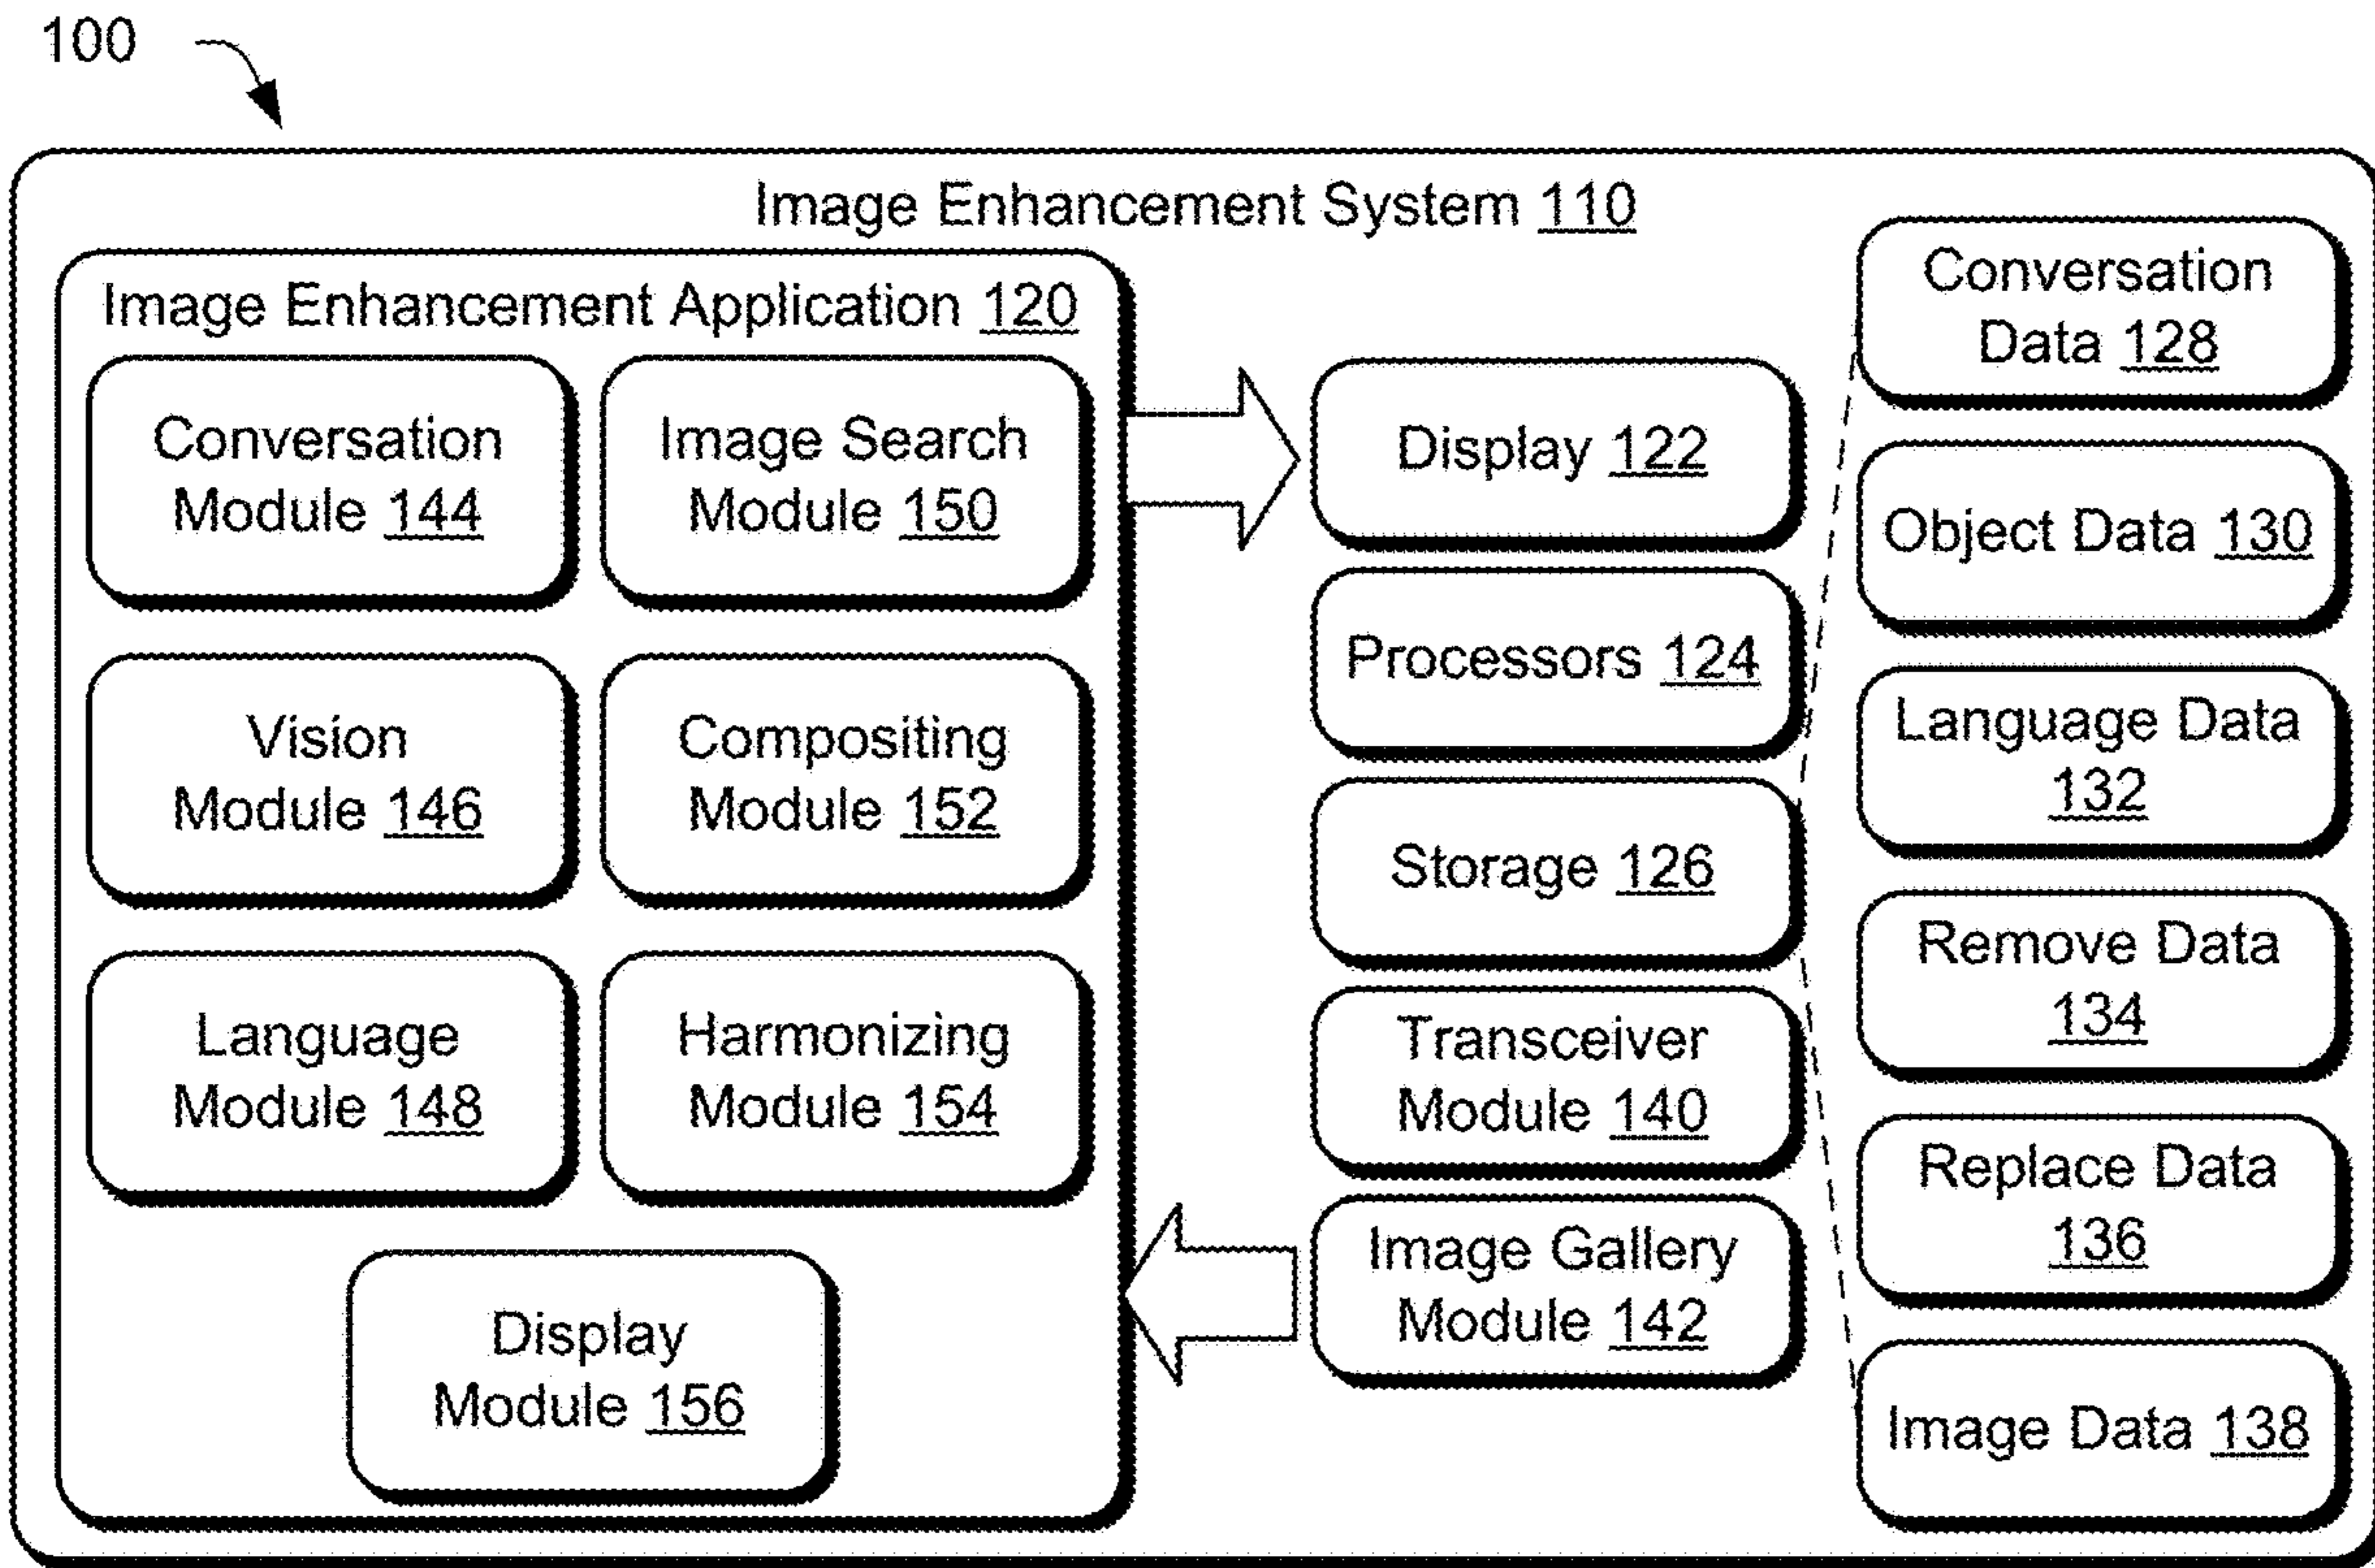 100
Image Enhancement System 110
Image Enhancement Application 120
Conversation
Module 144
Image Search
Module 150
Vision
Module 146
Compositing
Module 152
Language
Module 148
Harmonizing
Module 154
Display
Module 156
Display 122
Processors 124
Storage 126
Transceiver
Module 140
Image Gallery
Module 142
Conversation
Data 128
Object Data 130
Language Data
132
Remove Data
134
Replace Data
136
Image Data 138